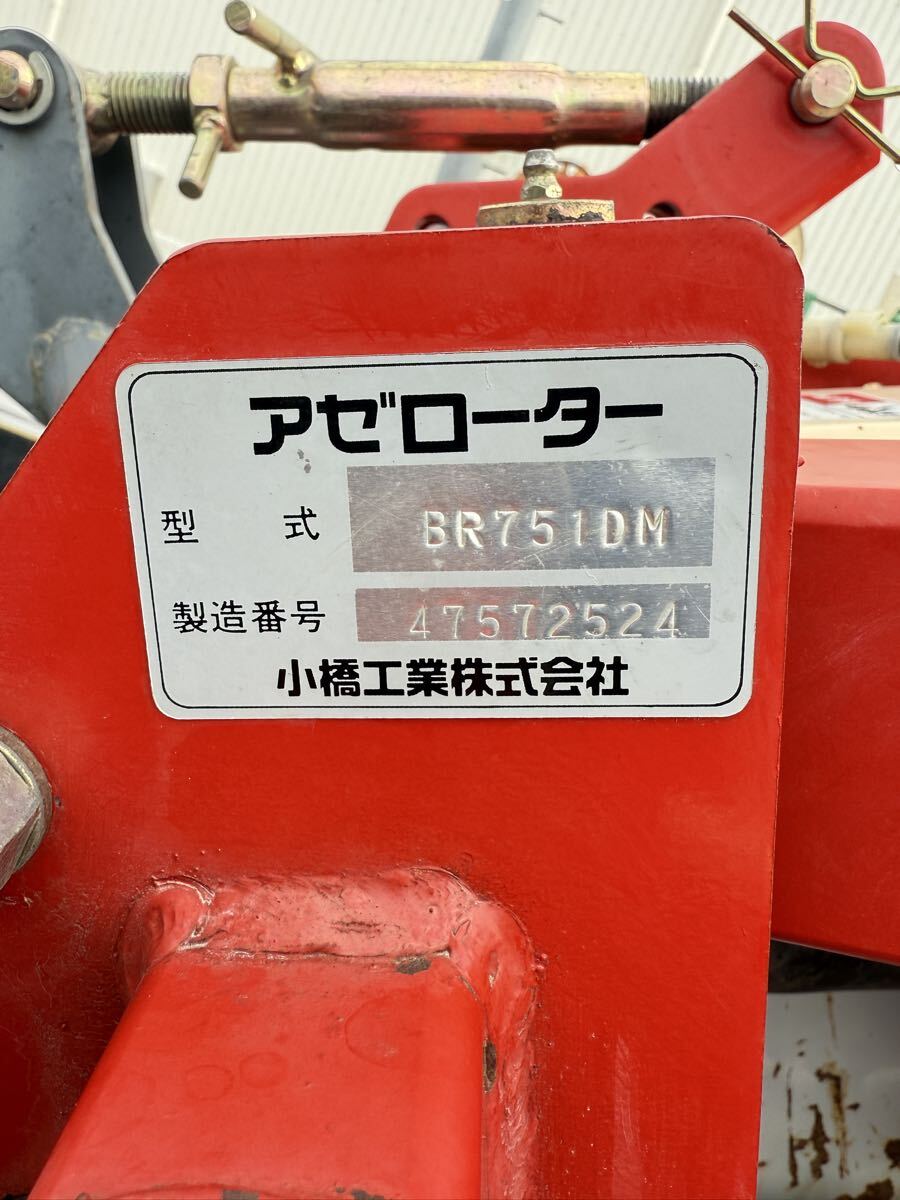 アゼローター
型式 BR751DM
製造番号 47572524
小橋工業株式会社